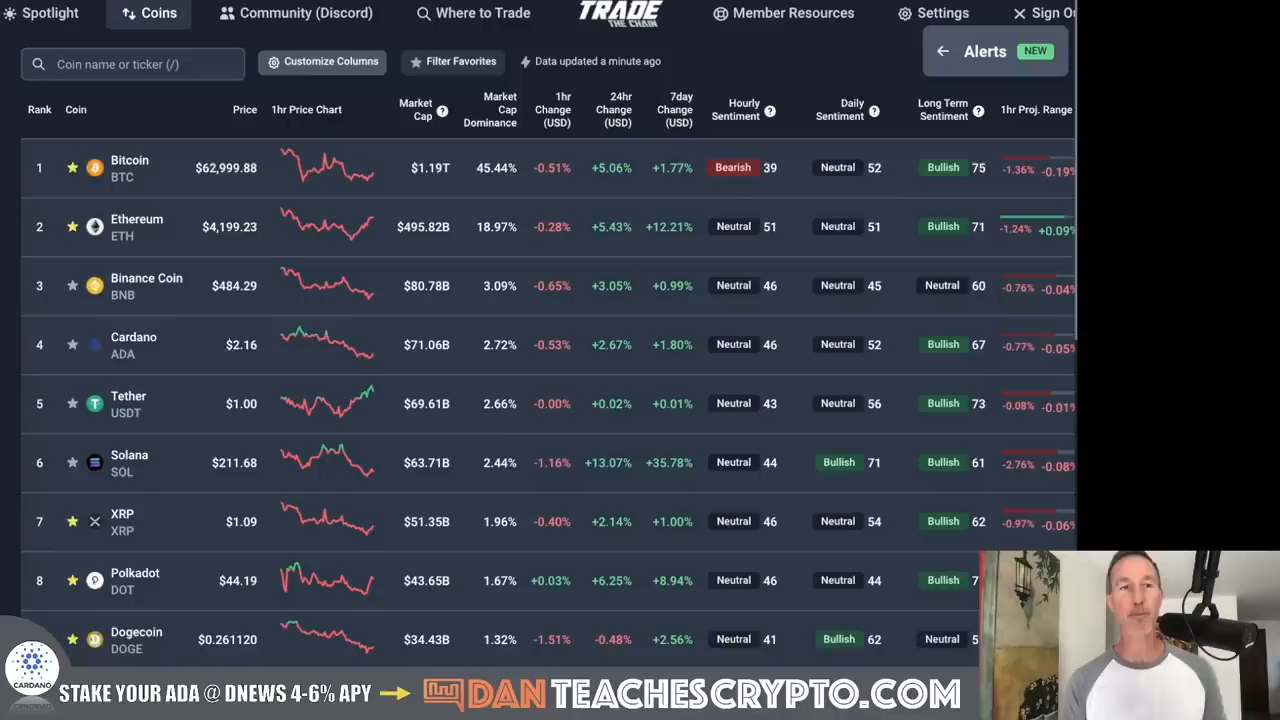 Spotlight Coins Community (Discord) Where to Trade TRADE THE CHAIN Member Resources Settings Sign Ou
Coin name or ticker (/) Customize Columns Filter Favorites Data updated a minute ago Alerts NEW
Rank Coin Price 1hr Price Chart Market Cap ? Market Cap Dominance 1hr Change (USD) 24hr Change (USD) 7day Change (USD) Hourly Sentiment ? Daily Sentiment ? Long Term Sentiment ? 1hr Proj. Range
1 Bitcoin BTC $62,999.88 $1.19T 45.44% -0.51% +5.06% +1.77% Bearish 39 Neutral 52 Bullish 75 -1.36% -0.19%
2 Ethereum ETH $4,199.23 $495.82B 18.97% -0.28% +5.43% +12.21% Neutral 51 Neutral 51 Bullish 71 -1.24% +0.09%
3 Binance Coin BNB $484.29 $80.78B 3.09% -0.65% +3.05% +0.99% Neutral 46 Neutral 45 Neutral 60 -0.76% -0.04%
4 Cardano ADA $2.16 $71.06B 2.72% -0.53% +2.67% +1.80% Neutral 46 Neutral 52 Bullish 67 -0.77% -0.05%
5 Tether USDT $1.00 $69.61B 2.66% -0.00% +0.02% +0.01% Neutral 43 Neutral 56 Bullish 73 -0.08% -0.01%
6 Solana SOL $211.68 $63.71B 2.44% -1.16% +13.07% +35.78% Neutral 44 Bullish 71 Bullish 61 -2.76% -0.08%
7 XRP XRP $1.09 $51.35B 1.96% -0.40% +2.14% +1.00% Neutral 46 Neutral 54 Bullish 62 -0.97% -0.06%
8 Polkadot DOT $44.19 $43.65B 1.67% +0.03% +6.25% +8.94% Neutral 46 Neutral 44 Bullish 7
9 Dogecoin DOGE $0.261120 $34.43B 1.32% -1.51% -0.48% +2.56% Neutral 41 Bullish 62 Neutral 5
CARDANO STAKE YOUR ADA @ DNEWS 4-6% APY DANTEACHESCRYPTO.COM